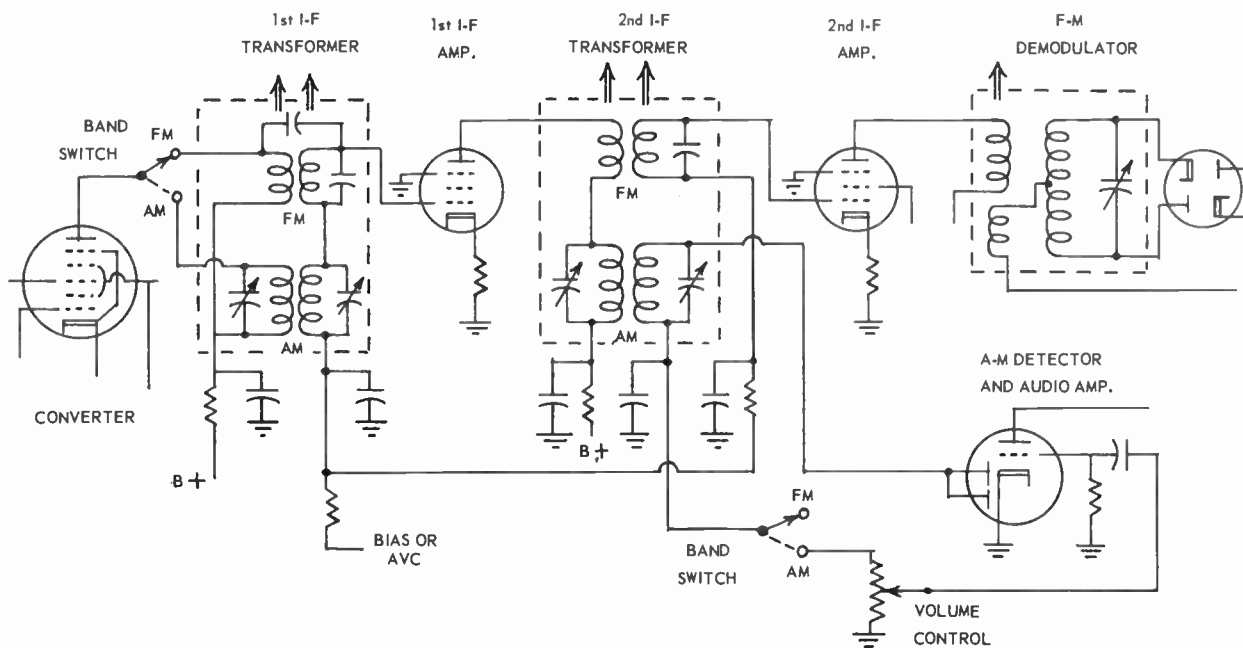 1st I-F
TRANSFORMER
1st I-F
AMP.
2nd I-F
TRANSFORMER
2nd I-F
AMP.
F-M
DEMODULATOR
BAND
SWITCH
FM
AM
FM
AM
FM
AM
CONVERTER
B+
B+
BIAS OR
AVC
A-M DETECTOR
AND AUDIO AMP.
FM
BAND
SWITCH
AM
VOLUME
CONTROL